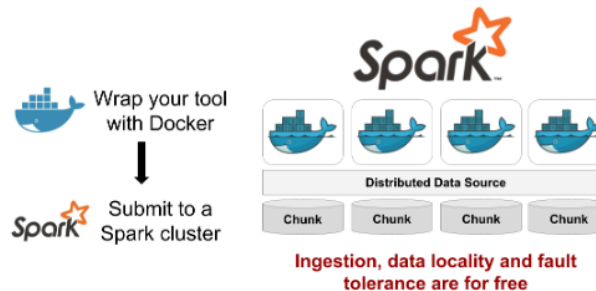 Wrap your tool
with Docker
Spark
Submit to a
Spark cluster
Spark™
Distributed Data Source
Chunk
Chunk
Chunk
Chunk
Ingestion, data locality and fault
tolerance are for free